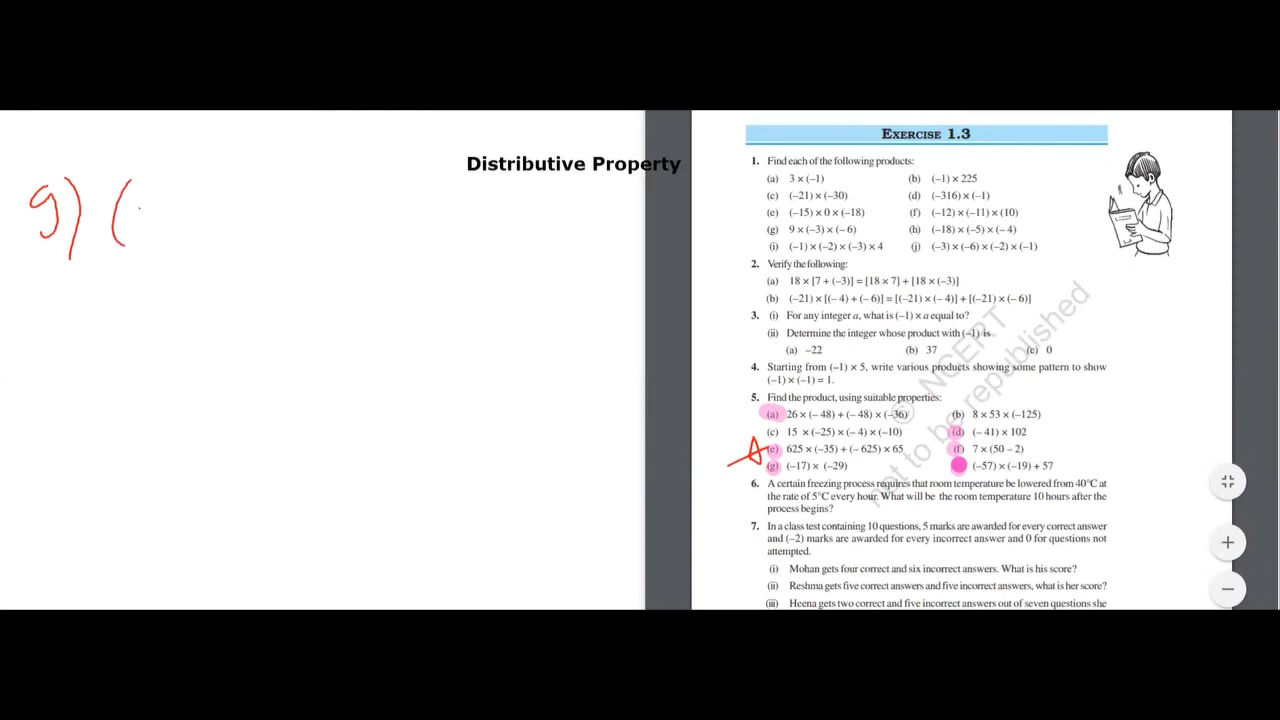 Distributive Property
g) (
EXERCISE 1.3
1. Find each of the following products:
(a) 3 × (–1) (b) (–1) × 225
(c) (–21) × (–30) (d) (–316) × (–1)
(e) (–15) × 0 × (–18) (f) (–12) × (–11) × (10)
(g) 9 × (–3) × (– 6) (h) (–18) × (–5) × (– 4)
(i) (–1) × (–2) × (–3) × 4 (j) (–3) × (–6) × (–2) × (–1)
2. Verify the following:
(a) 18 × [7 + (–3)] = [18 × 7] + [18 × (–3)]
(b) (–21) × [(– 4) + (– 6)] = [(–21) × (– 4)] + [(–21) × (– 6)]
3. (i) For any integer a, what is (–1) × a equal to?
(ii) Determine the integer whose product with (–1) is
(a) –22 (b) 37 (c) 0
4. Starting from (–1) × 5, write various products showing some pattern to show
(–1) × (–1) = 1.
5. Find the product, using suitable properties:
(a) 26 × (– 48) + (– 48) × (–36) (b) 8 × 53 × (–125)
(c) 15 × (–25) × (– 4) × (–10) (d) (– 41) × 102
(e) 625 × (–35) + (– 625) × 65 (f) 7 × (50 – 2)
(g) (–17) × (–29) (–57) × (–19) + 57
6. A certain freezing process requires that room temperature be lowered from 40°C at
the rate of 5°C every hour. What will be the room temperature 10 hours after the
process begins?
7. In a class test containing 10 questions, 5 marks are awarded for every correct answer
and (–2) marks are awarded for every incorrect answer and 0 for questions not
attempted.
(i) Mohan gets four correct and six incorrect answers. What is his score?
(ii) Reshma gets five correct answers and five incorrect answers, what is her score?
(iii) Heena gets two correct and five incorrect answers out of seven questions she
© NCERT
not to be republished